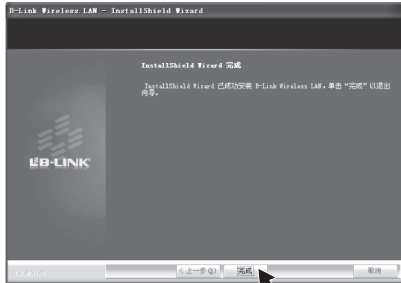 B-Link Wireless LAN - InstallShield Wizard
InstallShield Wizard 完成
InstallShield Wizard 已成功安装 B-Link Wireless LAN，单击“完成”以退出
向导。
LB-LINK
InstallShield
<上一步(B)
完成
取消